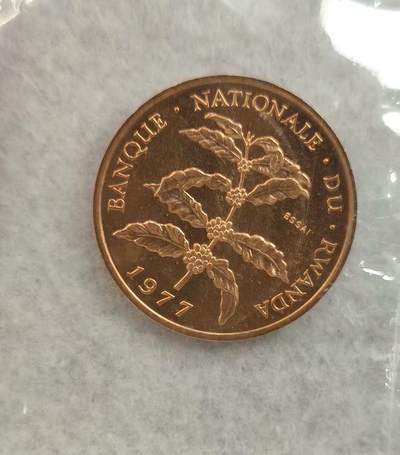 BANQUE · NATIONALE · DU · RWANDA
ESSAI
1977